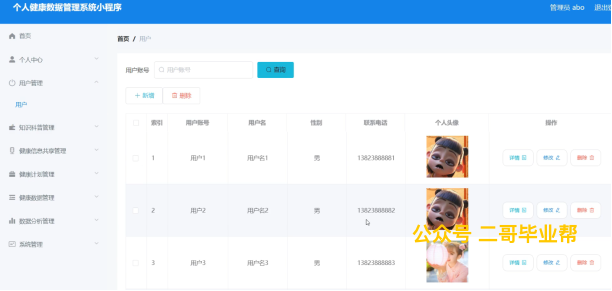 个人健康数据管理系统小程序
管理员 abo 退出
首页
首页 / 用户
个人中心
用户账号 用户账号 查询
用户管理
新增 删除
用户
索引 用户账号 用户名 性别 联系电话 个人头像 操作
知识科普管理
健康信息共享管理
1 用户1 用户名1 男 13823888881 详情 修改 删除
健康计划管理
健康数据管理
2 用户2 用户名2 男 13823888882 详情 修改 删除
数据分析管理
公众号 二哥毕业帮
系统管理
3 用户3 用户名3 男 13823888883 详情 修改 删除